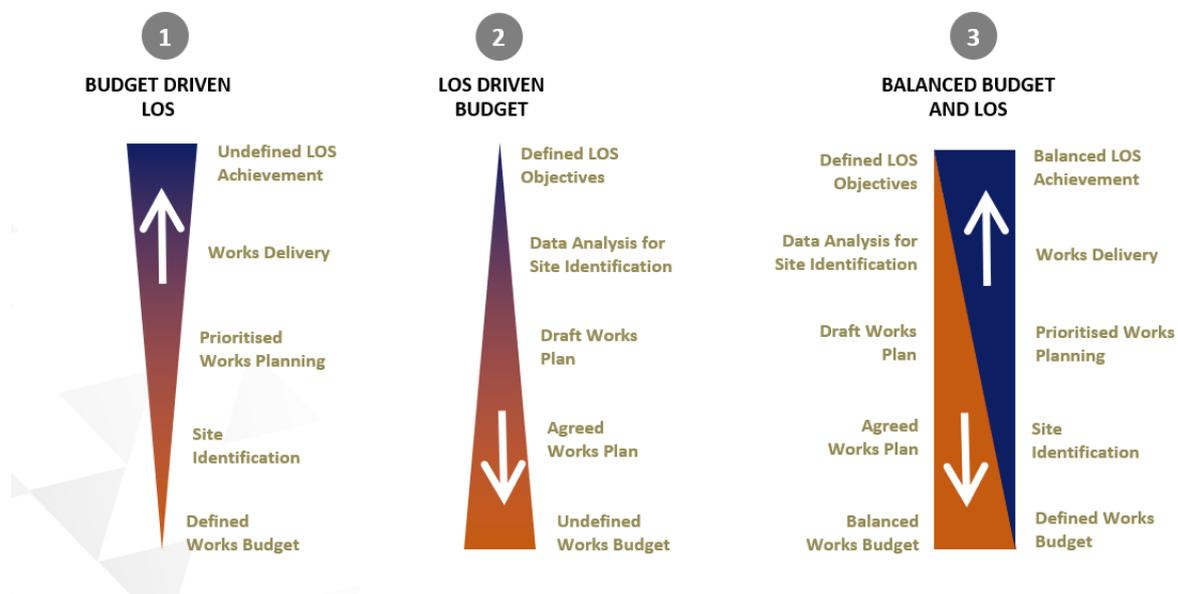 1
BUDGET DRIVEN
LOS
Undefined LOS
Achievement
Works Delivery
Prioritised
Works Planning
Site
Identification
Defined
Works Budget
2
LOS DRIVEN
BUDGET
Defined LOS
Objectives
Data Analysis for
Site Identification
Draft Works
Plan
Agreed
Works Plan
Undefined
Works Budget
3
BALANCED BUDGET
AND LOS
Defined LOS
Objectives
Data Analysis for
Site Identification
Draft Works
Plan
Agreed
Works Plan
Balanced
Works Budget
Balanced LOS
Achievement
Works Delivery
Prioritised Works
Planning
Site
Identification
Defined Works
Budget